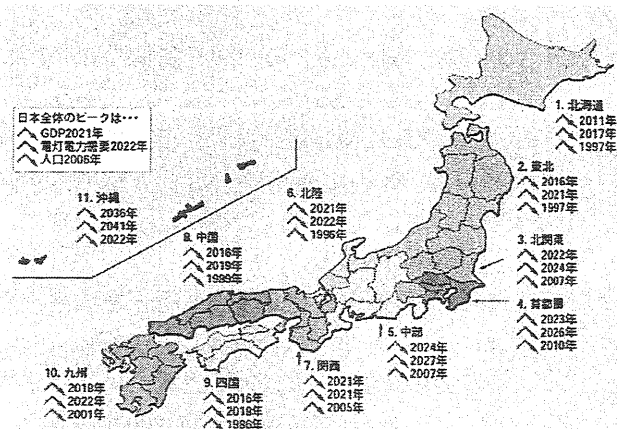 日本全体のピークは・・・
GDP2021年
電灯電力需要2022年
人口2006年
1. 北海道
2011年
2017年
1997年
2. 東北
2016年
2021年
1997年
3. 北関東
2022年
2024年
2007年
4. 首都圏
2023年
2026年
2010年
5. 中部
2024年
2027年
2007年
6. 北陸
2021年
2022年
1996年
7. 関西
2021年
2021年
2005年
8. 中国
2016年
2019年
1989年
9. 四国
2016年
2018年
1986年
10. 九州
2018年
2022年
2001年
11. 沖縄
2036年
2041年
2022年